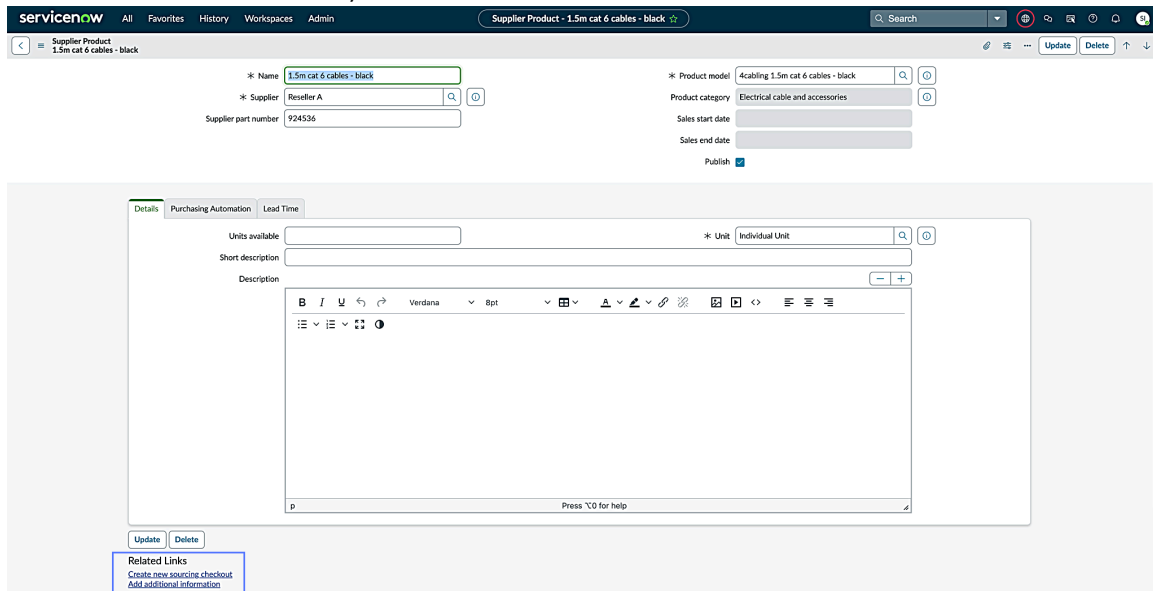 servicenow All Favorites History Workspaces Admin Supplier Product - 1.5m cat 6 cables - black ☆ Search SI
Supplier Product
1.5m cat 6 cables - black Update Delete
* Name 1.5m cat 6 cables - black * Product model 4cabling 1.5m cat 6 cables - black
* Supplier Reseller A Product category Electrical cable and accessories
Supplier part number 924536 Sales start date
Sales end date
Publish
Details Purchasing Automation Lead Time
Units available * Unit Individual Unit
Short description
Description
B I U Verdana 8pt A <>
p Press ⌥0 for help
Update Delete
Related Links
Create new sourcing checkout
Add additional information